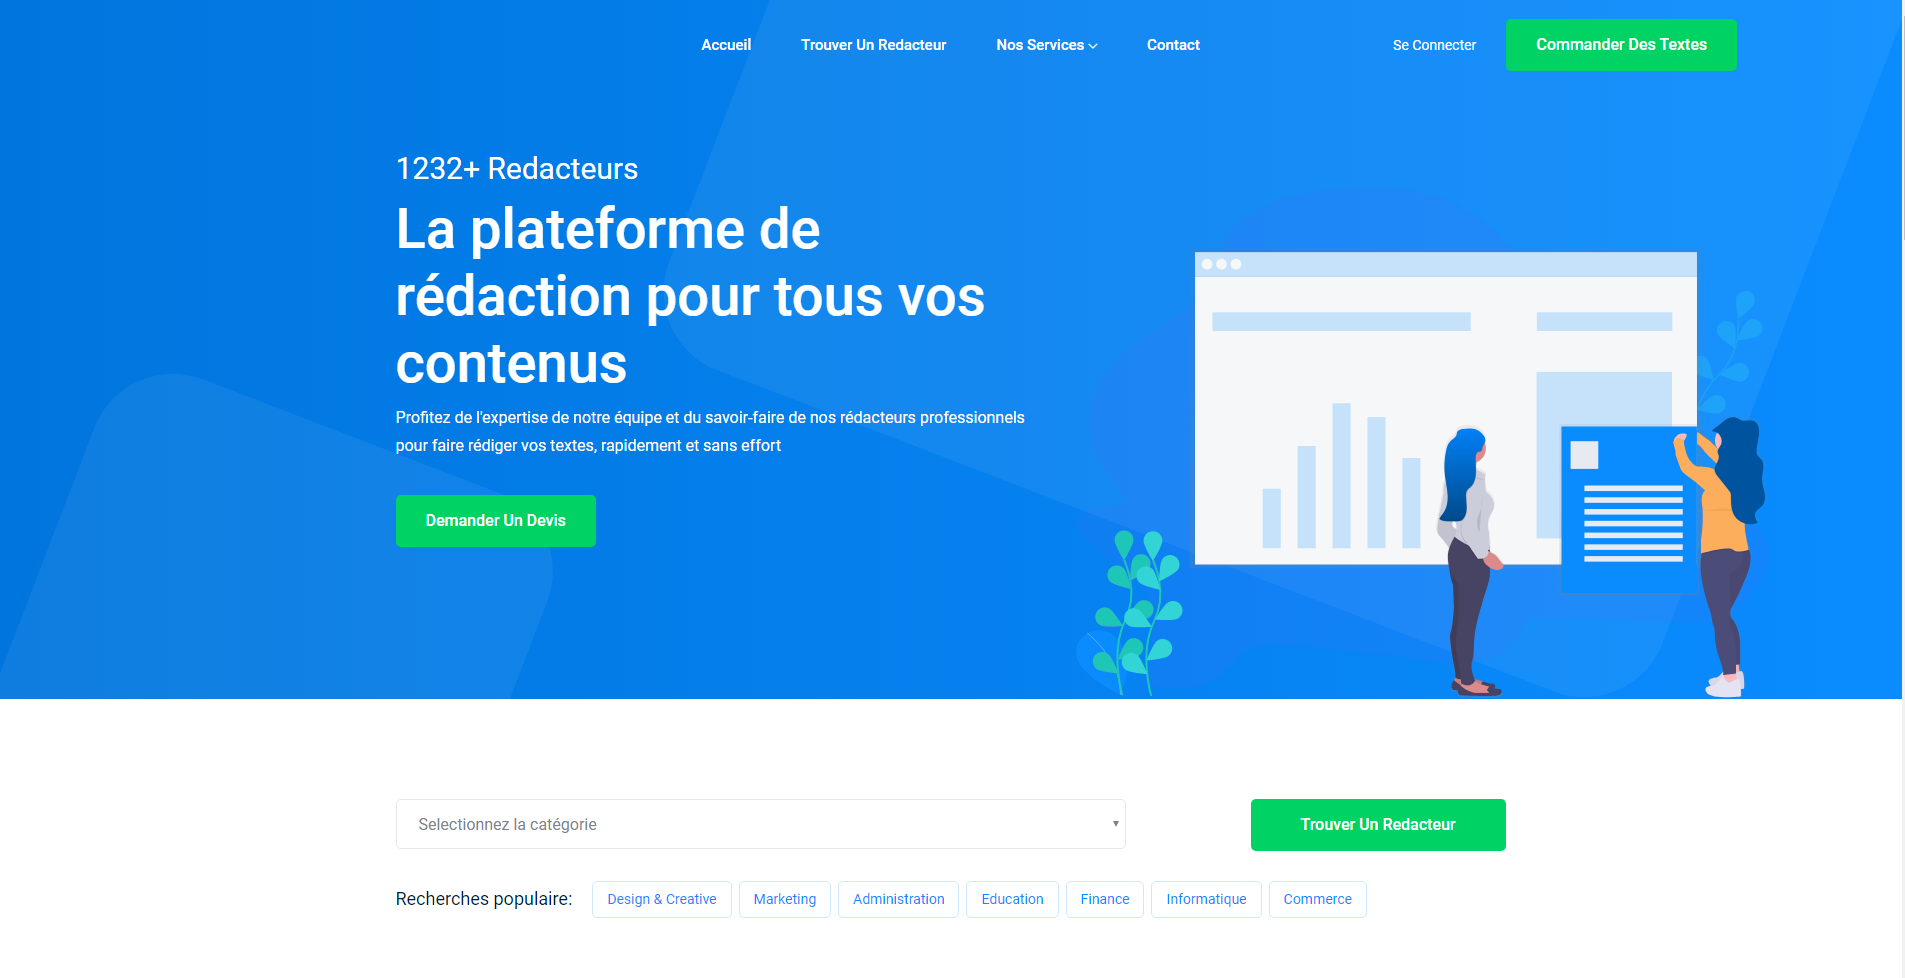 Accueil
Trouver Un Redacteur
Nos Services
Contact
Se Connecter
Commander Des Textes
1232+ Redacteurs
La plateforme de
rédaction pour tous vos
contenus
Profitez de l'expertise de notre équipe et du savoir-faire de nos rédacteurs professionnels
pour faire rédiger vos textes, rapidement et sans effort
Demander Un Devis
Selectionnez la catégorie
Trouver Un Redacteur
Recherches populaire:
Design & Creative
Marketing
Administration
Education
Finance
Informatique
Commerce